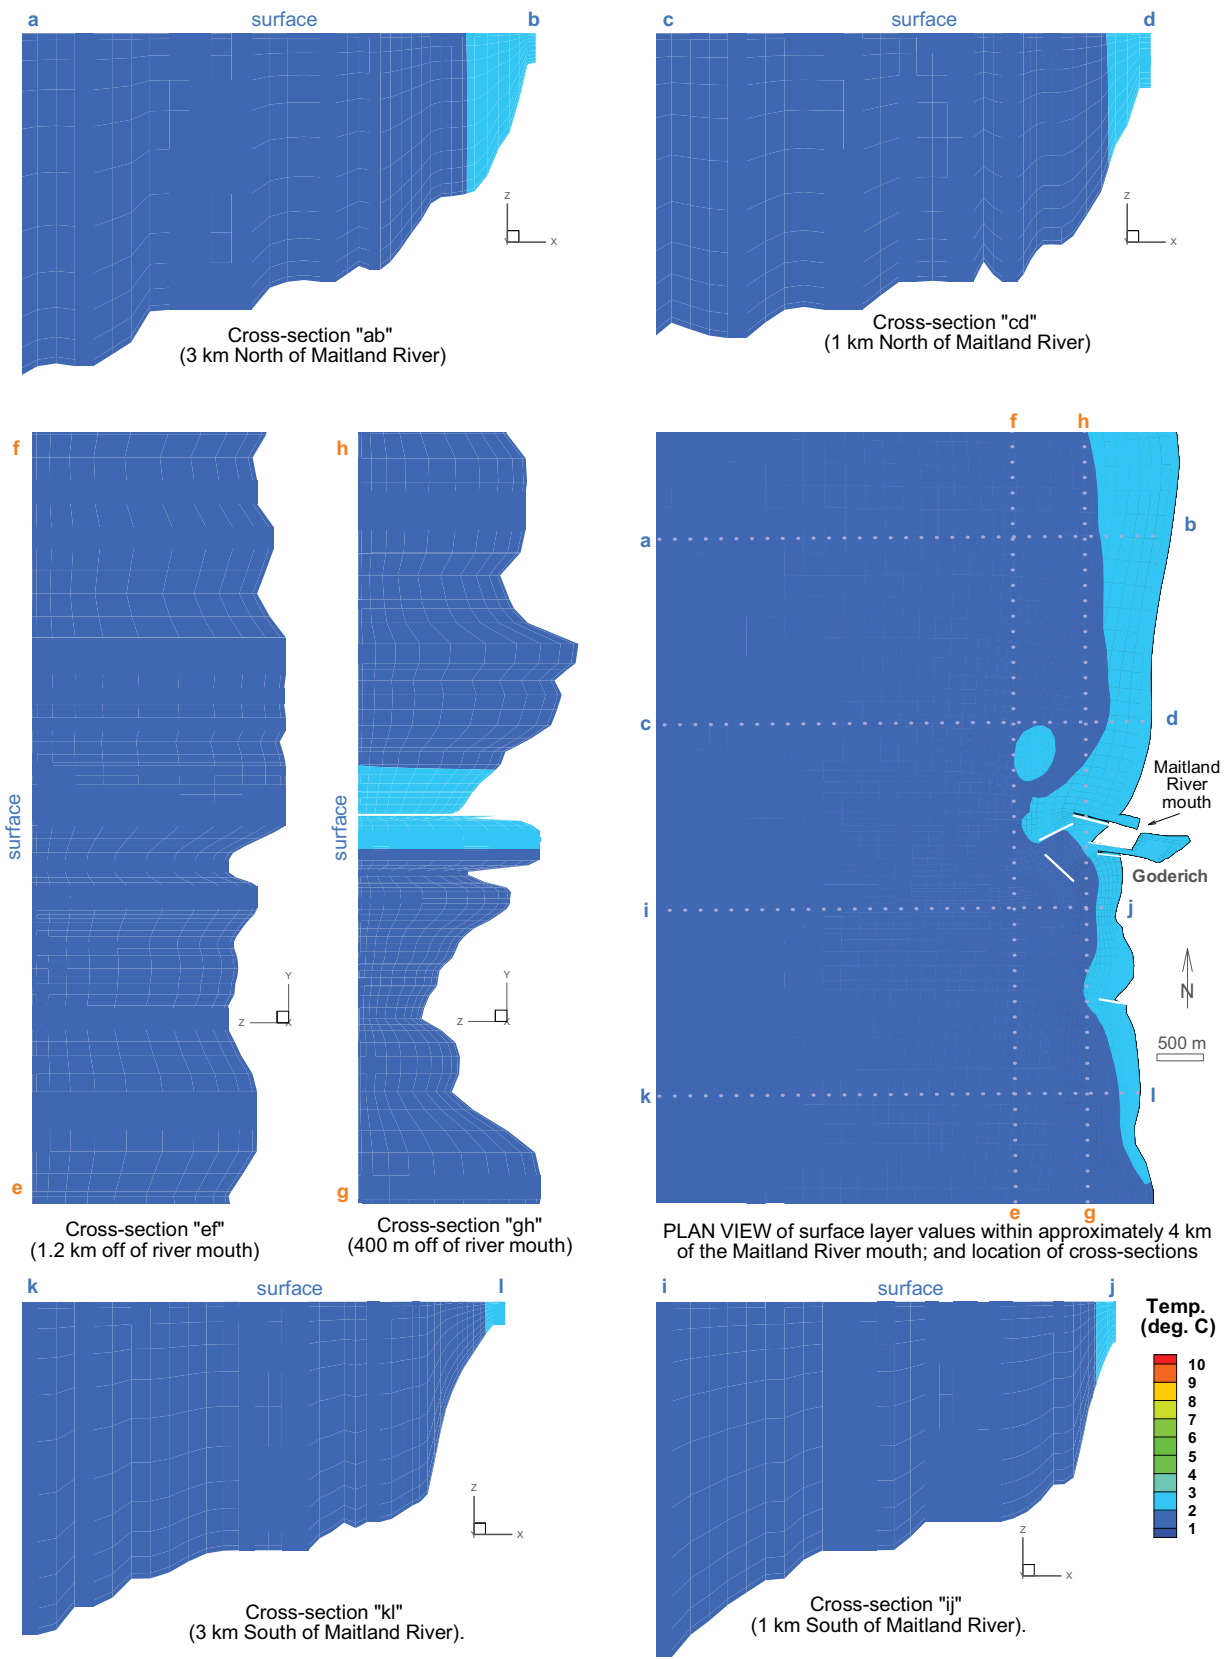 a surface b
Z
X
Y
Cross-section "ab"
(3 km North of Maitland River)
c surface d
Z
X
Y
Cross-section "cd"
(1 km North of Maitland River)
f
surface
e
Y
Z
X
Cross-section "ef"
(1.2 km off of river mouth)
h
surface
g
Y
Z
X
Cross-section "gh"
(400 m off of river mouth)
f h
b
a
c d
Maitland
River
mouth
Goderich
i j
N
500 m
k l
e g
PLAN VIEW of surface layer values within approximately 4 km
of the Maitland River mouth; and location of cross-sections
k surface l
Z
X
Y
Cross-section "kl"
(3 km South of Maitland River).
i surface j
Z
X
Y
Cross-section "ij"
(1 km South of Maitland River).
Temp.
(deg. C)
10
9
8
7
6
5
4
3
2
1